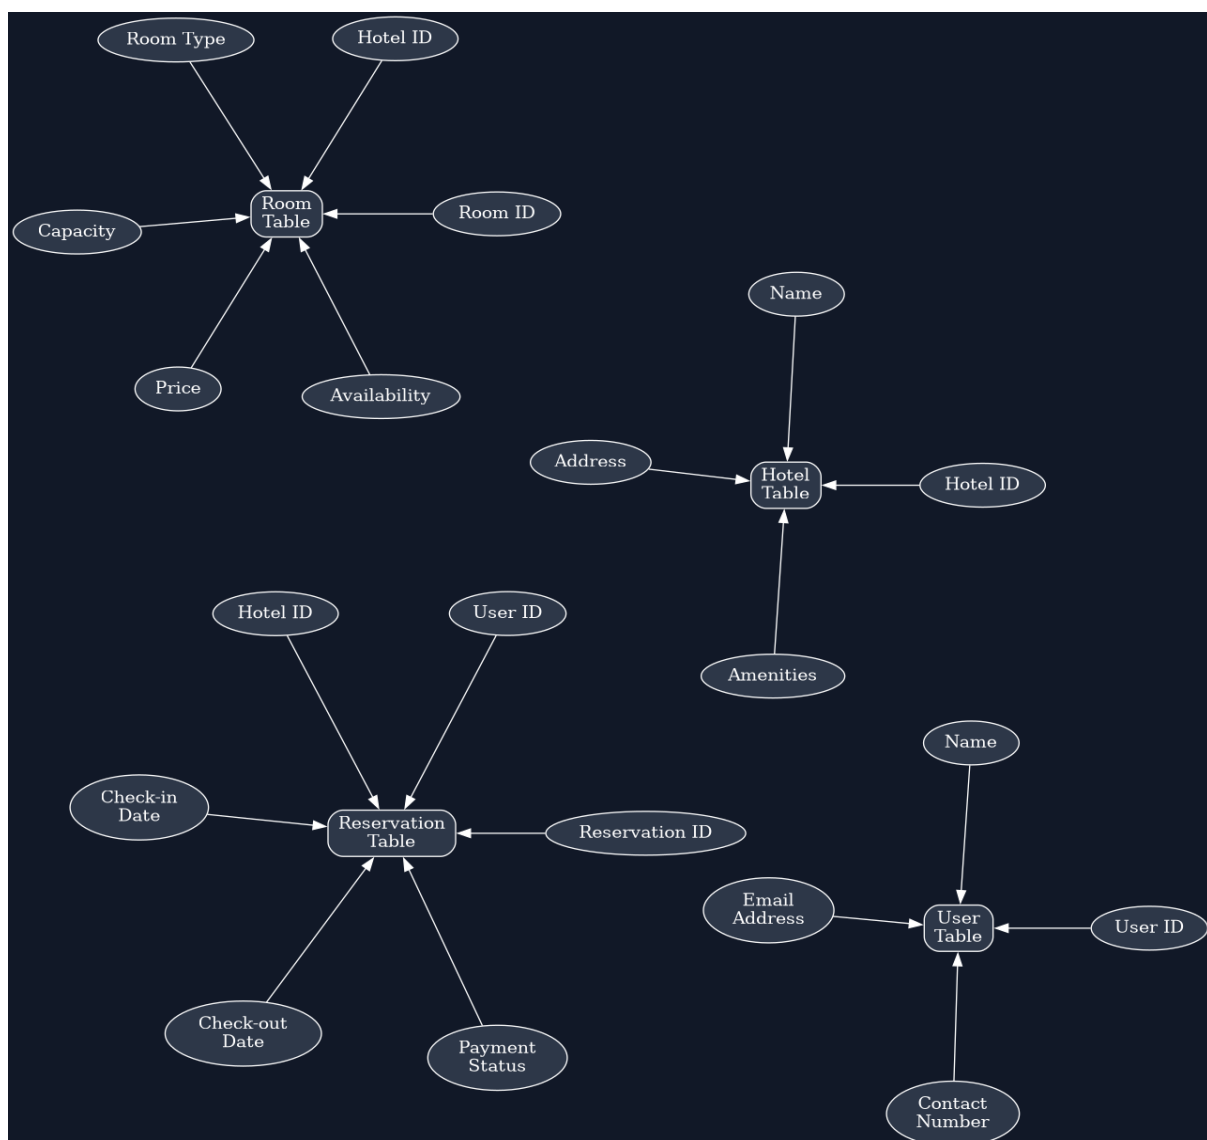 Room Type
Hotel ID
Room
Table
Room ID
Capacity
Price
Availability
Name
Address
Hotel
Table
Hotel ID
Amenities
Hotel ID
User ID
Check-in
Date
Reservation
Table
Reservation ID
Check-out
Date
Payment
Status
Name
Email
Address
User
Table
User ID
Contact
Number